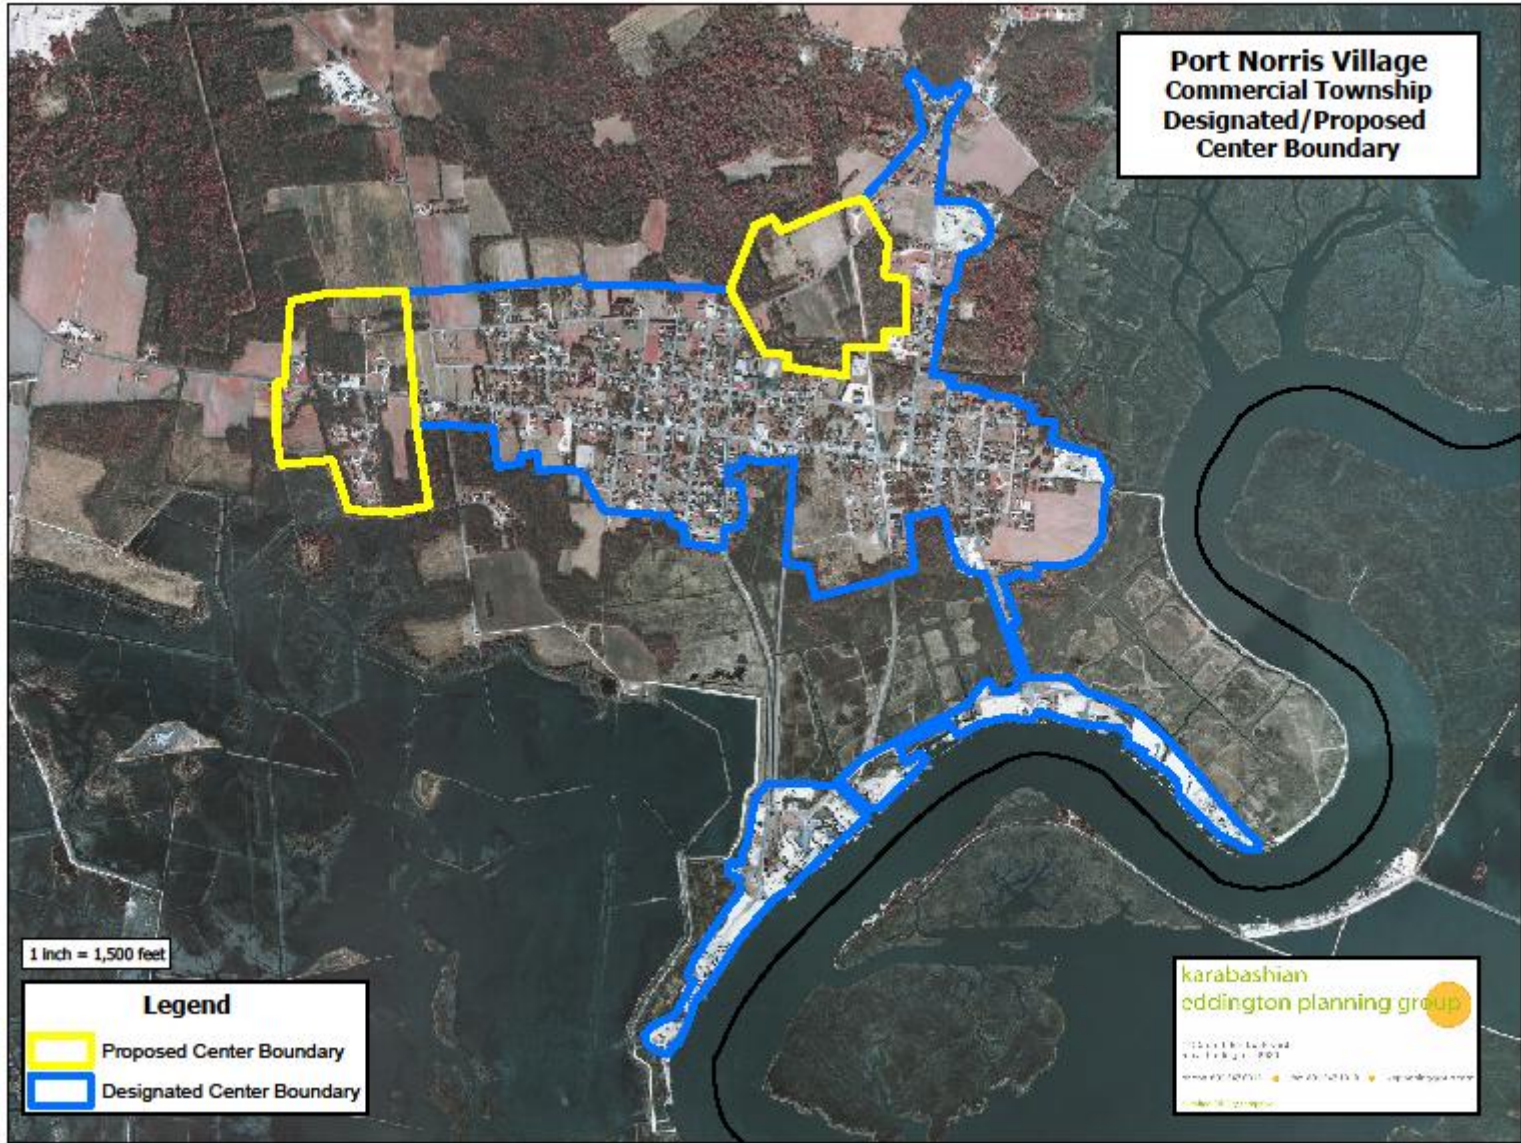 Port Norris Village
Commercial Township
Designated/Proposed
Center Boundary
1 inch = 1,500 feet
Legend
Proposed Center Boundary
Designated Center Boundary
karabashian
eddington planning group